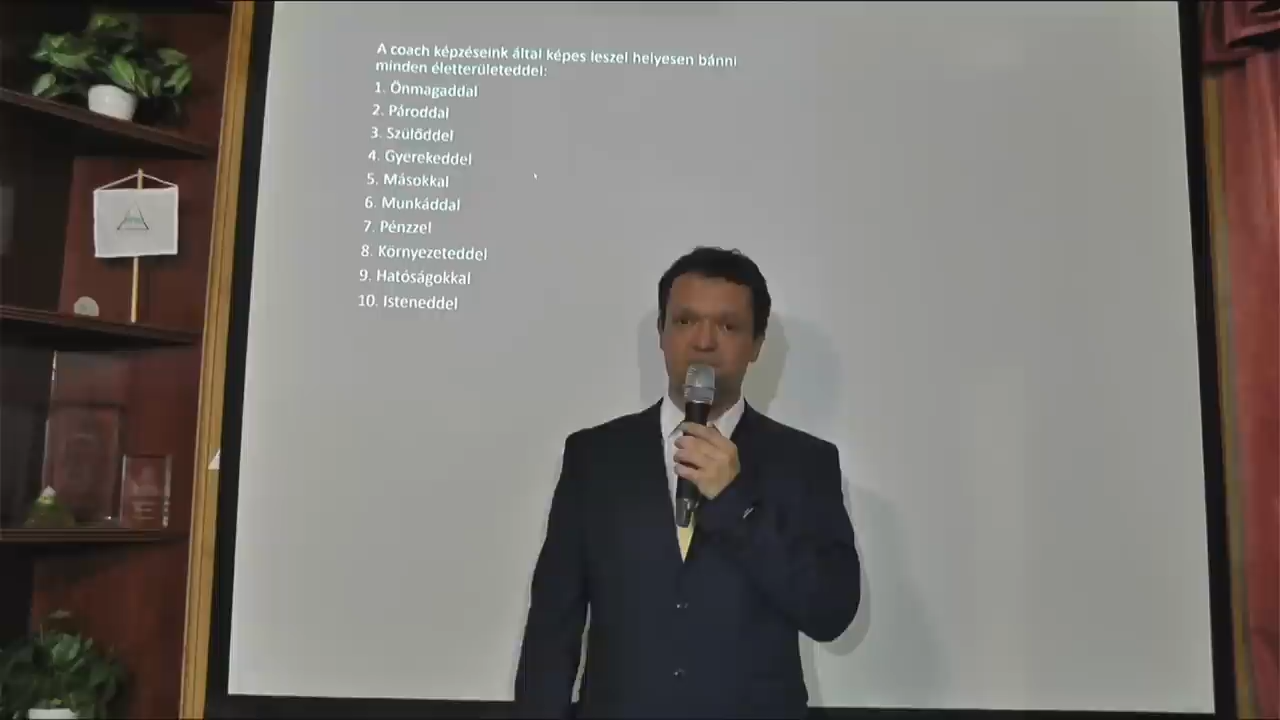 A coach képzéseink által képes leszel helyesen bánni
minden életterületeddel:
1. Önmagaddal
2. Pároddal
3. Szülőddel
4. Gyerekeddel
5. Másokkal
6. Munkáddal
7. Pénzzel
8. Környezeteddel
9. Hatóságokkal
10. Isteneddel